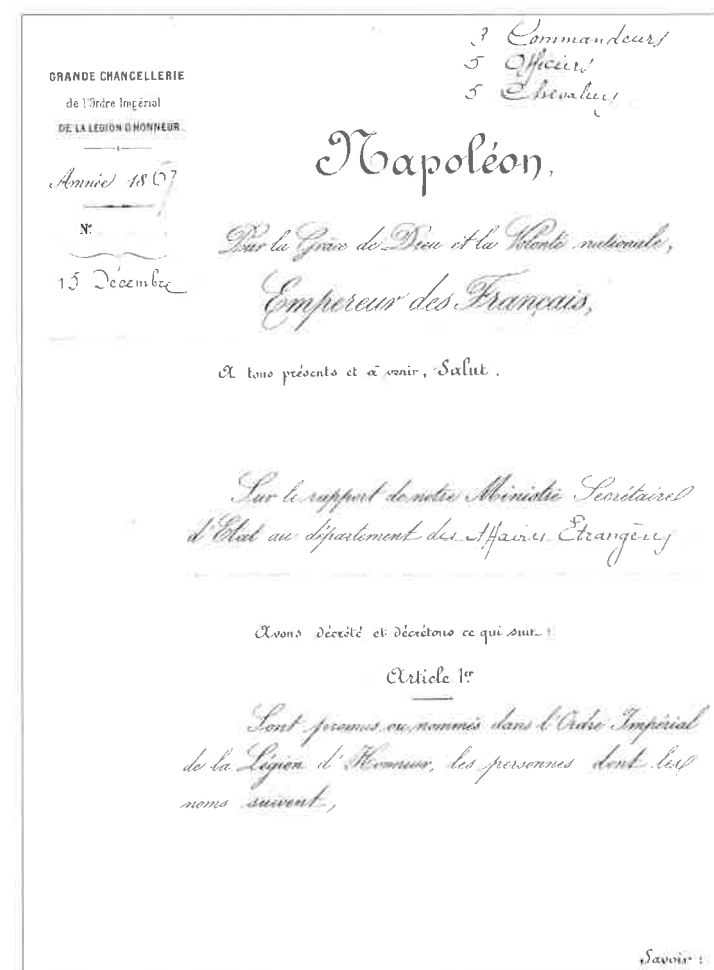 3 Commandeurs
5 Officiers
5 Chevaliers
GRANDE CHANCELLERIE
de l'Ordre Impérial
DE LA LÉGION D'HONNEUR.
Année 1867
N°
15 Décembre
Napoléon,
Par la Grâce de Dieu et la Volonté nationale,
Empereur des Français,
A tous présents et à venir, Salut.
Sur le rapport de notre Ministre Secrétaire
d'Etat au département des Affaires Etrangères
Avons décrété et décrétons ce qui suit :
Article 1er
Sont promus ou nommés dans l'Ordre Impérial
de la Légion d'Honneur, les personnes dont les
noms suivent,
Savoir :